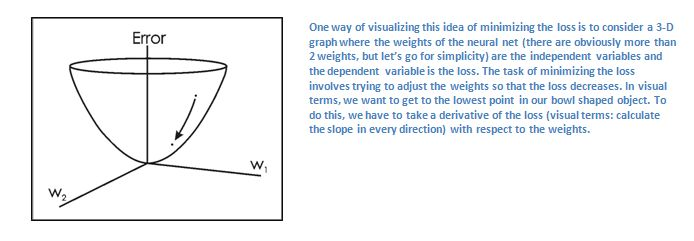 Error
W1
W2
One way of visualizing this idea of minimizing the loss is to consider a 3-D
graph where the weights of the neural net (there are obviously more than
2 weights, but let's go for simplicity) are the independent variables and
the dependent variable is the loss. The task of minimizing the loss
involves trying to adjust the weights so that the loss decreases. In visual
terms, we want to get to the lowest point in our bowl shaped object. To
do this, we have to take a derivative of the loss (visual terms: calculate
the slope in every direction) with respect to the weights.